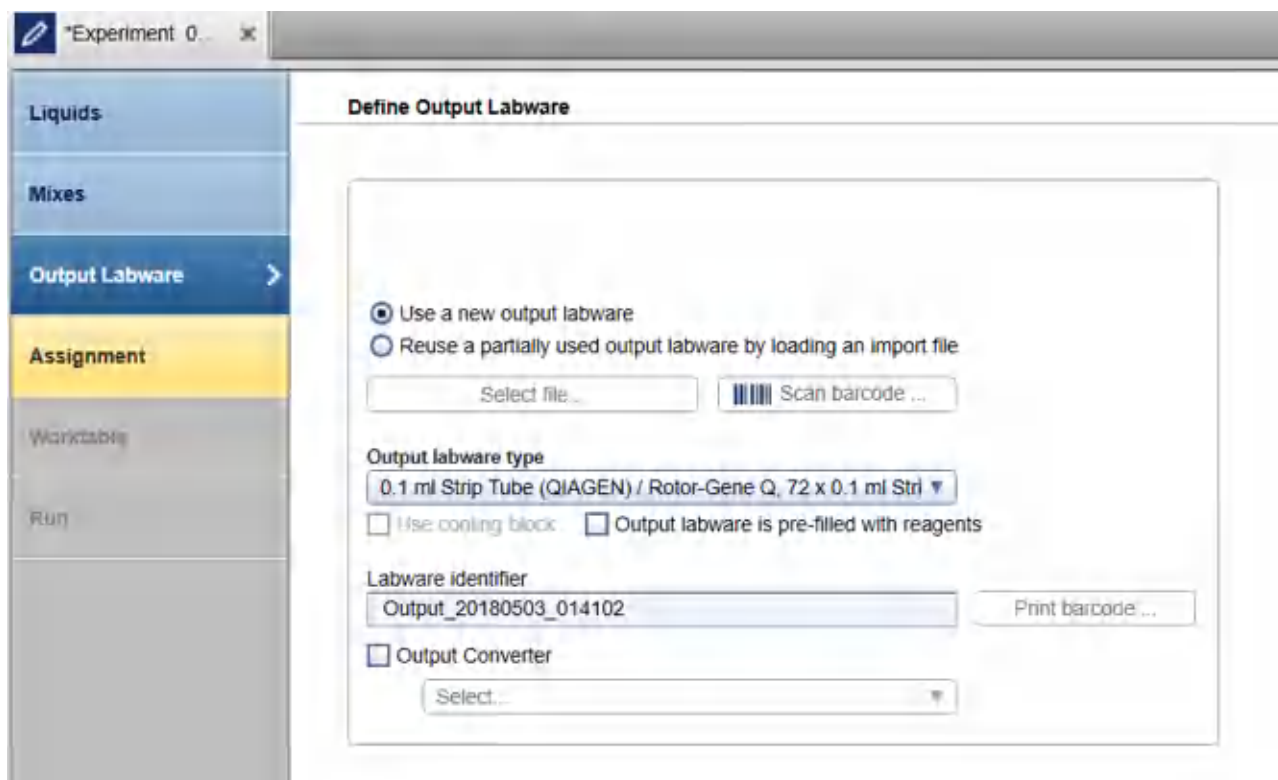 *Experiment 0...
Liquids
Mixes
Output Labware
Assignment
Worktable
Run
Define Output Labware
Use a new output labware
Reuse a partially used output labware by loading an import file
Select file...
Scan barcode ...
Output labware type
0.1 ml Strip Tube (QIAGEN) / Rotor-Gene Q, 72 x 0.1 ml Stri
Use cooling block
Output labware is pre-filled with reagents
Labware identifier
Output_20180503_014102
Print barcode ...
Output Converter
Select...